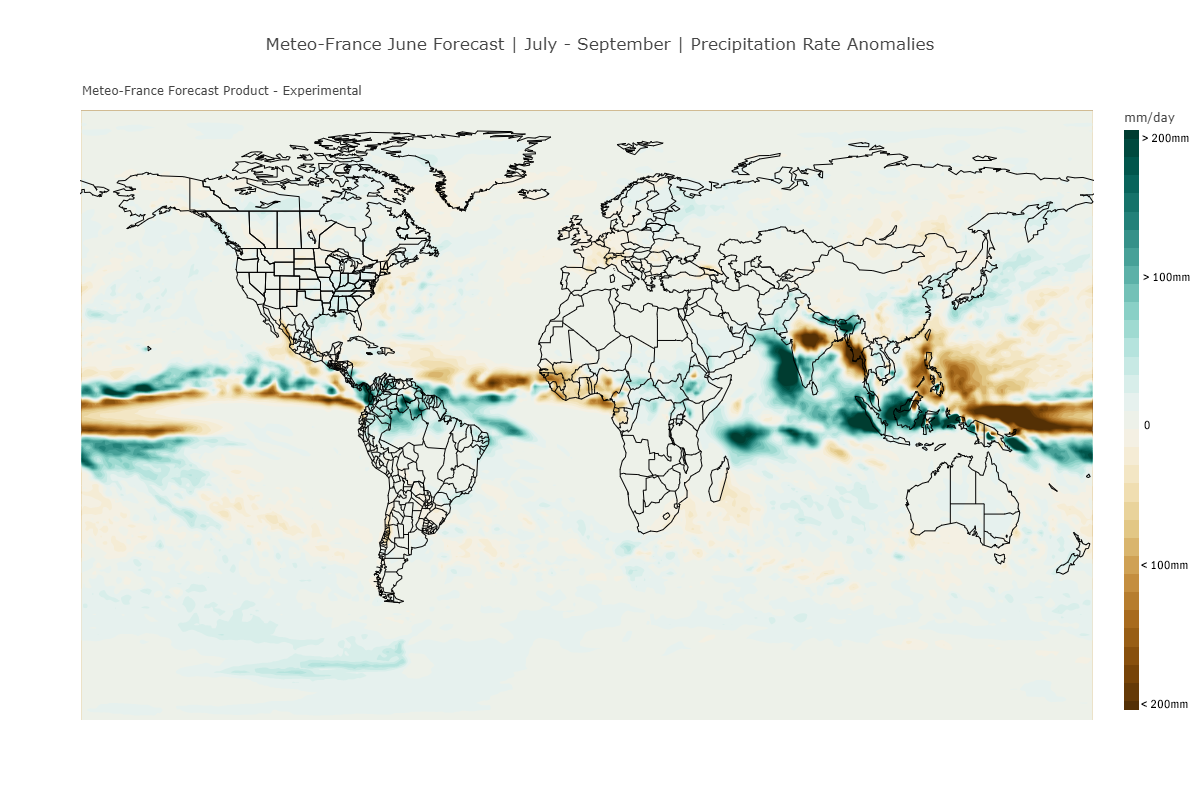 Meteo-France June Forecast | July - September | Precipitation Rate Anomalies
Meteo-France Forecast Product - Experimental
mm/day
> 200mm
> 100mm
0
< 100mm
< 200mm